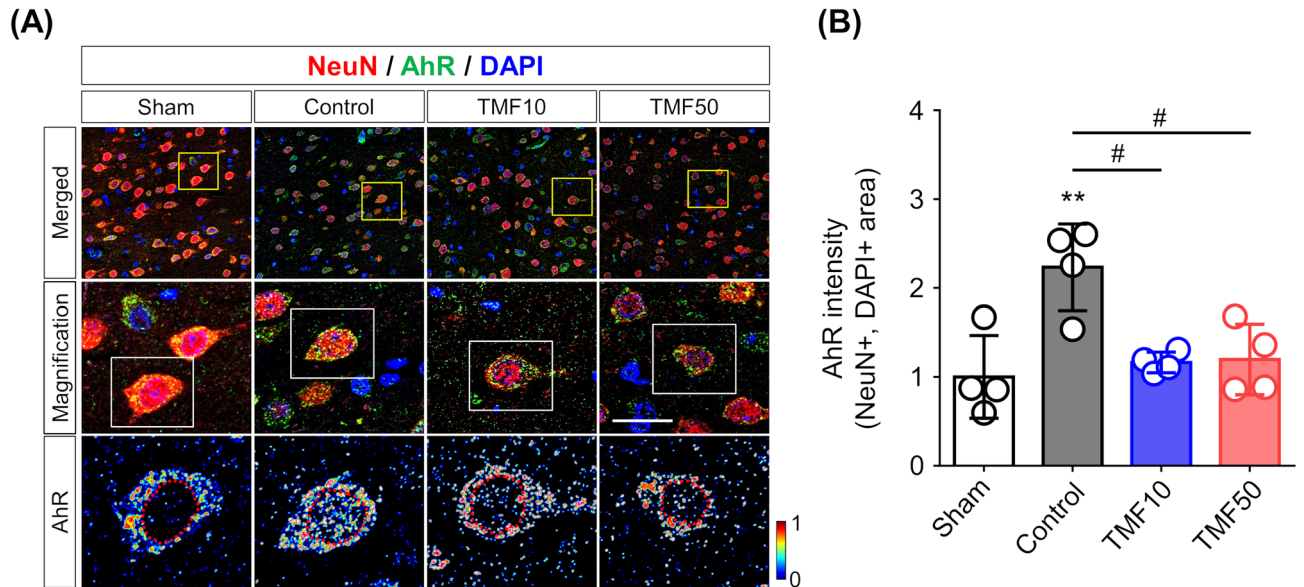 (A)
NeuN / AhR / DAPI
Sham Control TMF10 TMF50
Merged
Magnification
AhR
1
0
(B)
AhR intensity
(NeuN+, DAPI+ area)
4
3
2
1
0
#
#
**
Sham Control TMF10 TMF50